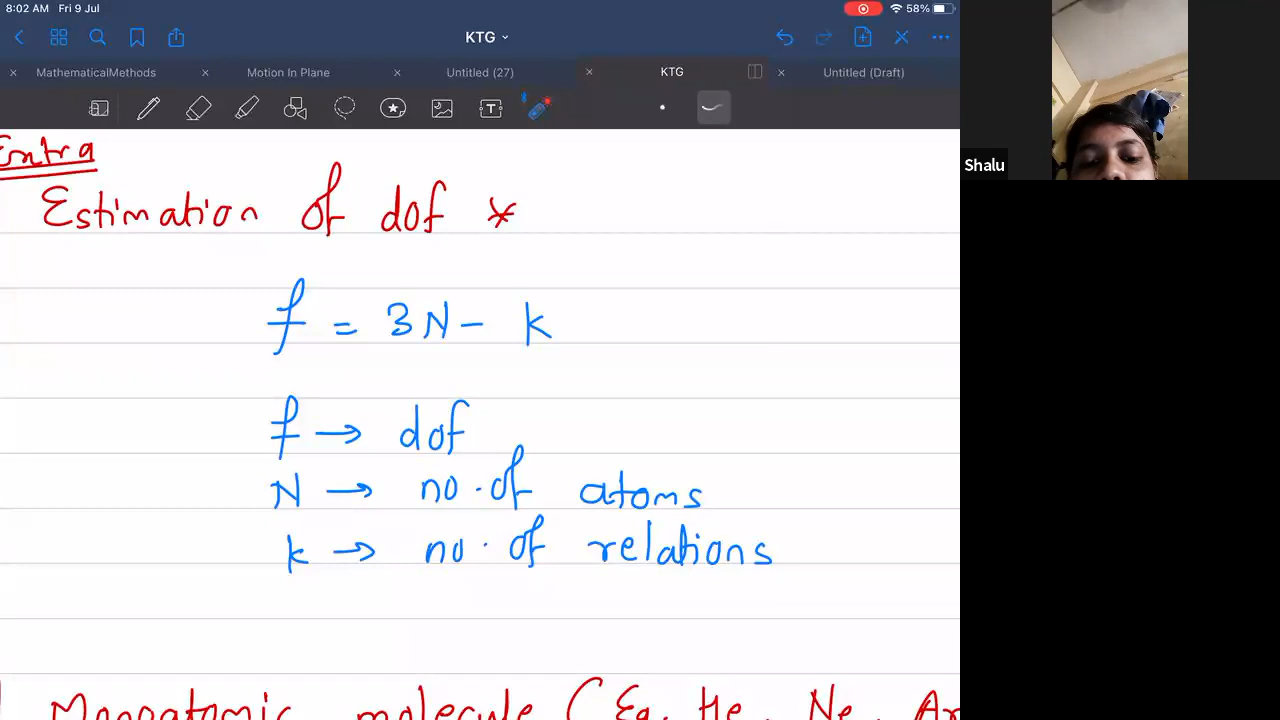 8:02 AM Fri 9 Jul
58%
KTG
MathematicalMethods
Motion In Plane
Untitled (27)
KTG
Untitled (Draft)
T
Extra
Estimation of dof *
f = 3N - k
f → dof
N → no. of atoms
k → no. of relations
Monoatomic molecule (Eg. He, Ne, Ar
Shalu